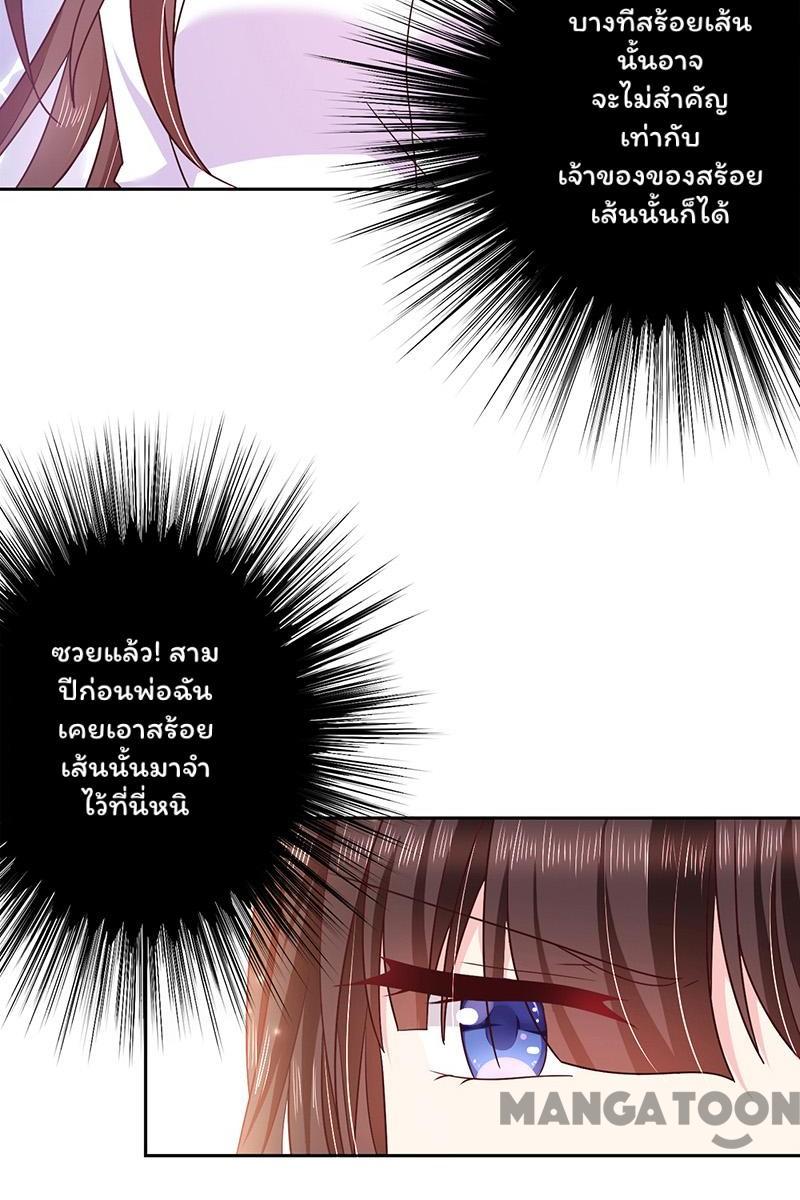 บางทีสร้อยเส้น
นั้นอาจ
จะไม่สำคัญ
เท่ากับ
เจ้าของของสร้อย
เส้นนั้นก็ได้
ซวยแล้ว! สาม
ปีก่อนพ่อฉัน
เคยเอาสร้อย
เส้นนั้นมาจำ
ไว้ที่นี่หนิ
MANGATOON